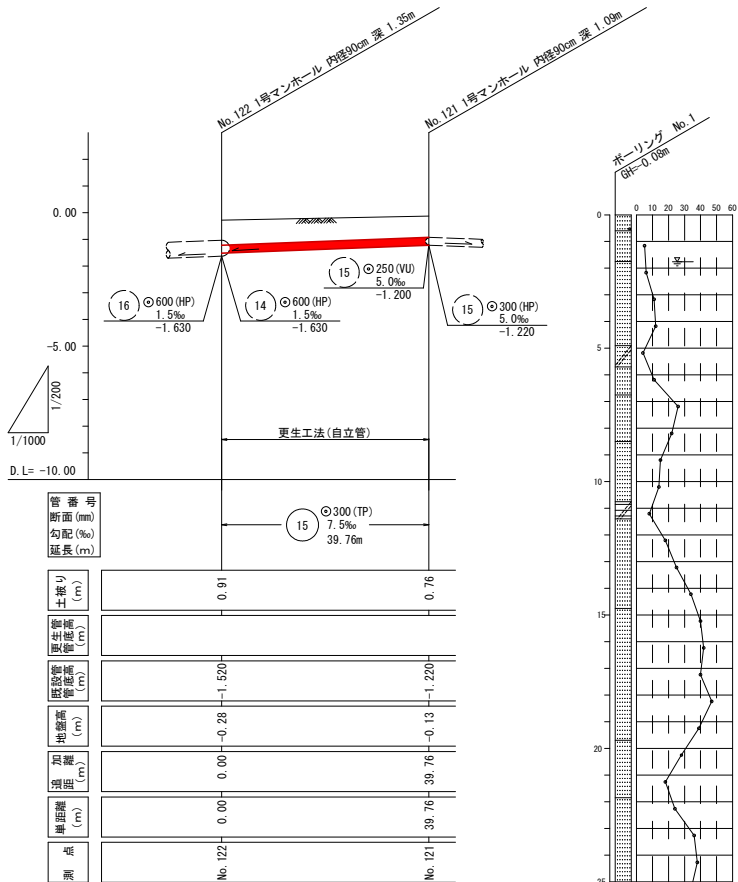 No.122 1号マンホール 内径90cm 深 1.35m
No.121 1号マンホール 内径90cm 深 1.09m
ボーリング No.1
GH=-0.08m
0 10 20 30 40 50 60
0
5
10
15
20
25
0.00
-5.00
D.L= -10.00
1/200
1/1000
16 ◎600(HP)
1.5‰
-1.630
14 ◎600(HP)
1.5‰
-1.630
15 ◎250(VU)
5.0‰
-1.200
15 ◎300(HP)
5.0‰
-1.220
更生工法(自立管)
管番号
断面(mm)
勾配(‰)
延長(m)
15 ◎300(TP)
7.5‰
39.76m
土被り
(m)
0.91
0.76
更生管
管底高
(m)
既設管
管底高
(m)
-1.520
-1.220
地盤高
(m)
-0.28
-0.13
追加
距離
(m)
0.00
39.76
単距離
(m)
0.00
39.76
測点
No.122
No.121